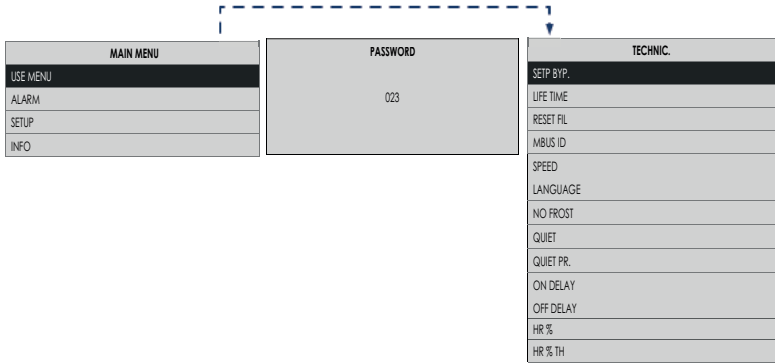 MAIN MENU
USE MENU
ALARM
SETUP
INFO
PASSWORD
023
TECHNIC.
SETP BYP.
LIFE TIME
RESET FIL
MBUS ID
SPEED
LANGUAGE
NO FROST
QUIET
QUIET PR.
ON DELAY
OFF DELAY
HR %
HR % TH